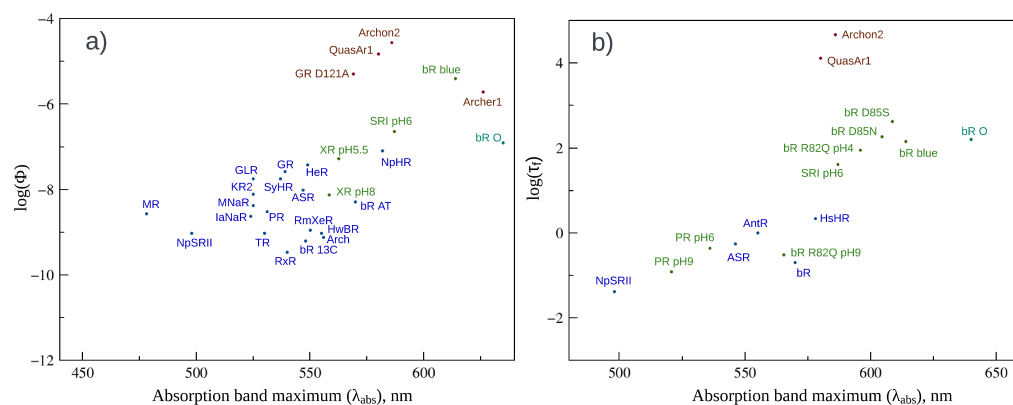 a)
−4
−6
−8
−10
−12
450
500
550
600
log(Φ)
Absorption band maximum (λabs), nm
Archon2
QuasAr1
GR D121A
bR blue
Archer1
SRI pH6
bR O
XR pH5.5
NpHR
GR
HeR
GLR
SyHR
KR2
ASR
XR pH8
MNaR
bR AT
MR
IaNaR
PR
RmXeR
HwBR
NpSRII
TR
Arch
bR 13C
RxR
b)
4
2
0
−2
500
550
600
650
log(τf)
Absorption band maximum (λabs), nm
Archon2
QuasAr1
bR D85S
bR D85N
bR O
bR R82Q pH4
bR blue
SRI pH6
HsHR
AntR
PR pH6
ASR
bR R82Q pH9
PR pH9
bR
NpSRII